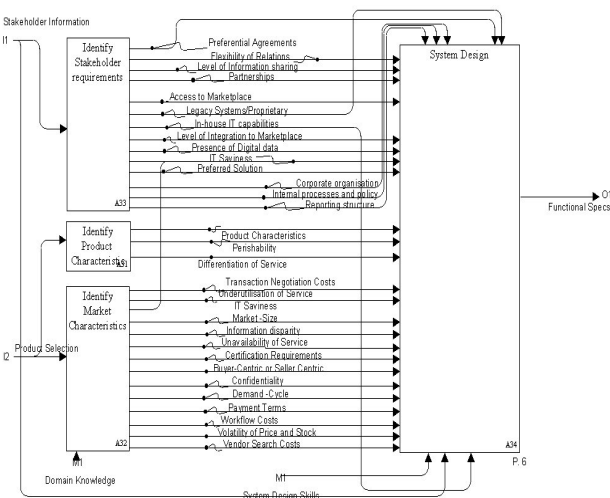 Stakeholder Information
I1
Identify
Stakeholder
requirements
A33
Preferential Agreements
Flexibility of Relations
Level of Information sharing
Partnerships
Access to Marketplace
Legacy Systems/Proprietary
In-house IT capabilities
Level of Integration to Marketplace
Presence of Digital data
IT Saviness
Preferred Solution
Corporate organisation
Internal processes and policy
Reporting structure
System Design
A34
P. 6
O1
Functional Specs
Identify
Product
Characteristic
A31
Product Characteristics
Perishability
Differentiation of Service
Identify
Market
Characteristics
A32
Transaction Negotiation Costs
Underutilisation of Service
IT Saviness
Market -Size
Information disparity
Unavailability of Service
Certification Requirements
Buyer-Centric or Seller Centric
Confidentiality
Demand -Cycle
Payment Terms
Workflow Costs
Volatility of Price and Stock
Vendor Search Costs
Product Selection
I2
M1
Domain Knowledge
M1
System Design Skills